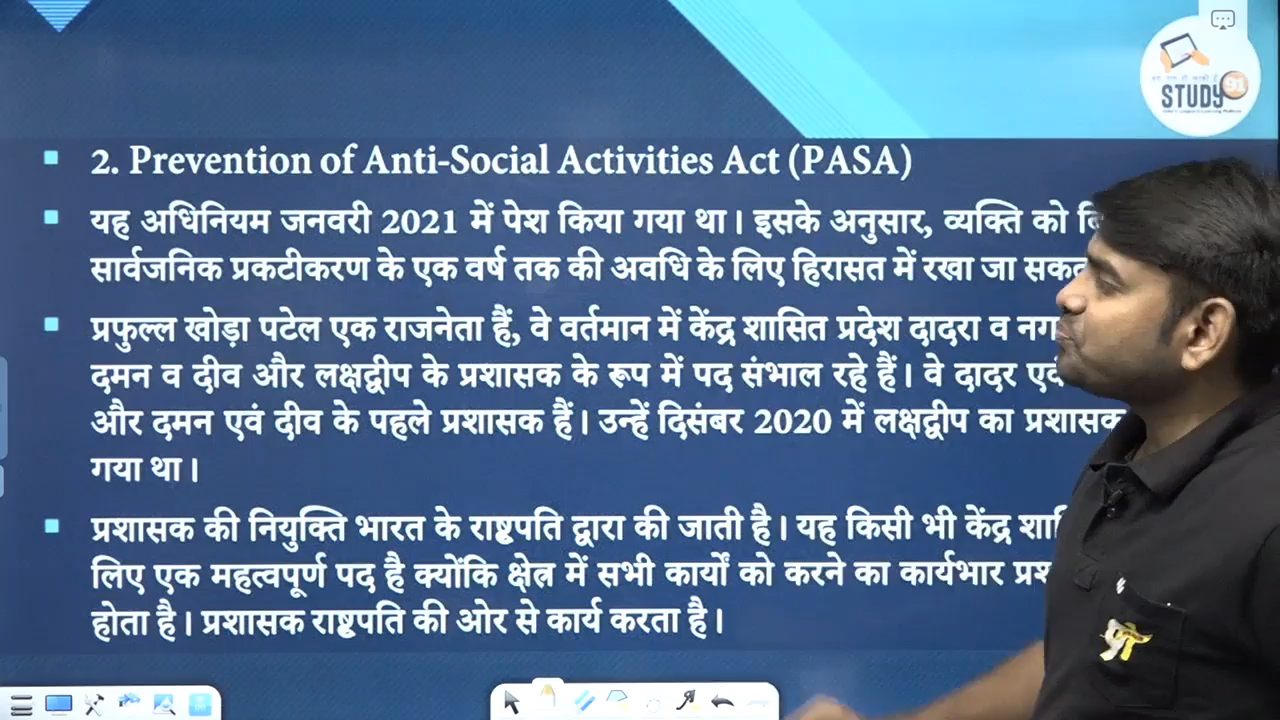 STUDY 91
2. Prevention of Anti-Social Activities Act (PASA)
यह अधिनियम जनवरी 2021 में पेश किया गया था। इसके अनुसार, व्यक्ति को
सार्वजनिक प्रकटीकरण के एक वर्ष तक की अवधि के लिए हिरासत में रखा जा
प्रफुल्ल खोड़ा पटेल एक राजनेता हैं, वे वर्तमान में केंद्र शासित प्रदेश दादरा व
दमन व दीव और लक्षद्वीप के प्रशासक के रूप में पद संभाल रहे हैं। वे दादर
और दमन एवं दीव के पहले प्रशासक हैं। उन्हें दिसंबर 2020 में लक्षद्वीप का प्रशासक
गया था।
प्रशासक की नियुक्ति भारत के राष्ट्रपति द्वारा की जाती है। यह किसी भी केंद्र
लिए एक महत्वपूर्ण पद है क्योंकि क्षेत्र में सभी कार्यों को करने का कार्यभार
होता है। प्रशासक राष्ट्रपति की ओर से कार्य करता है।